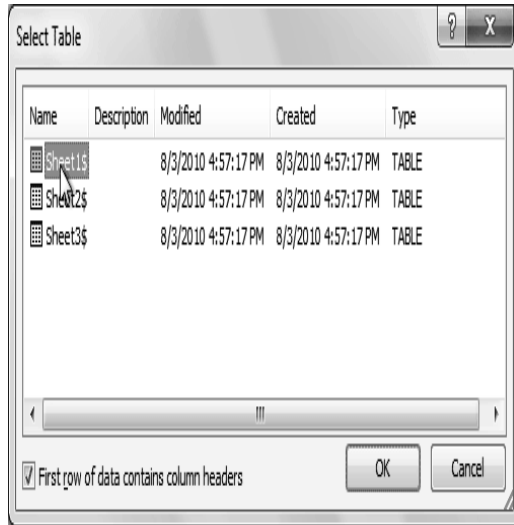 Select Table
Name Description Modified Created Type
Sheet1$ 8/3/2010 4:57:17 PM 8/3/2010 4:57:17 PM TABLE
Sheet2$ 8/3/2010 4:57:17 PM 8/3/2010 4:57:17 PM TABLE
Sheet3$ 8/3/2010 4:57:17 PM 8/3/2010 4:57:17 PM TABLE
First row of data contains column headers OK Cancel